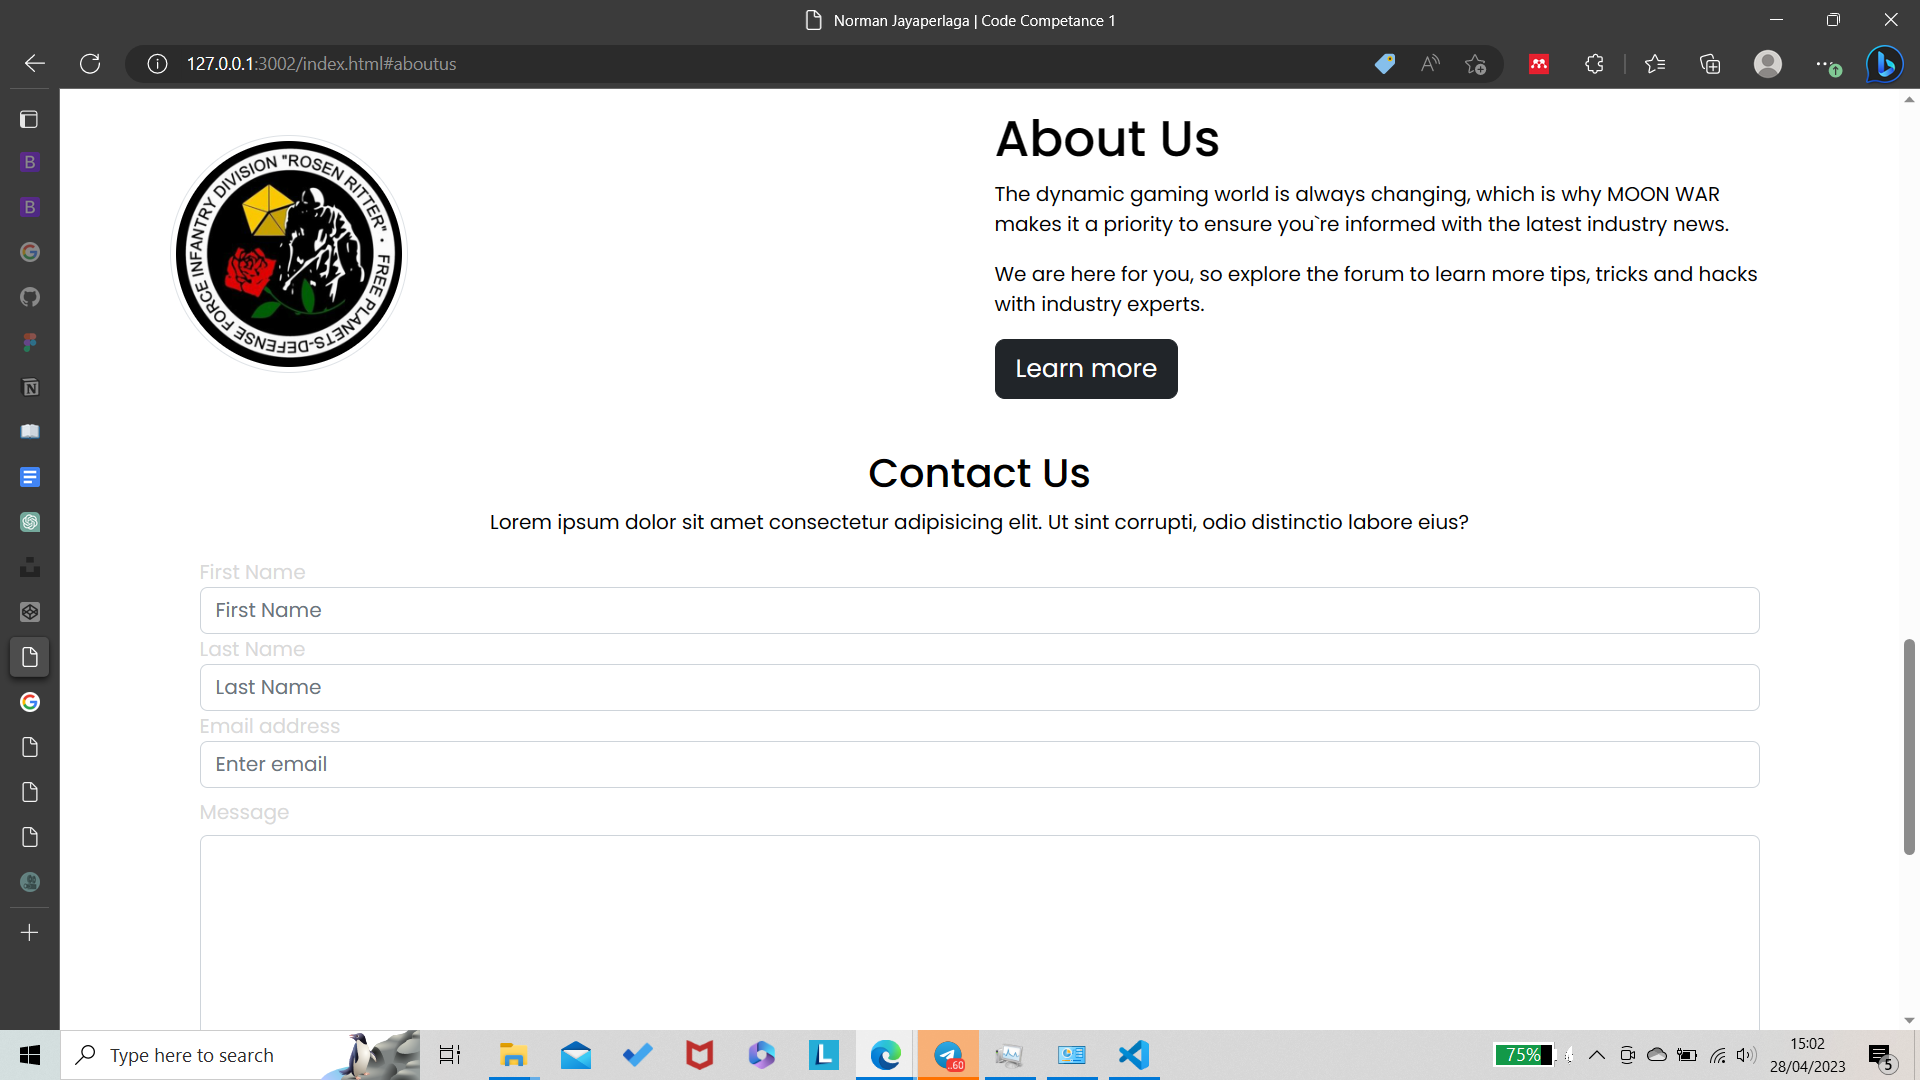 Norman Jayaperlaga | Code Competance 1
127.0.0.1:3002/index.html#aboutus
FREE PLANETS-DEFENSE FORCE INFANTRY DIVISION "ROSEN RITTER"
About Us
The dynamic gaming world is always changing, which is why MOON WAR
makes it a priority to ensure you`re informed with the latest industry news.
We are here for you, so explore the forum to learn more tips, tricks and hacks
with industry experts.
Learn more
Contact Us
Lorem ipsum dolor sit amet consectetur adipisicing elit. Ut sint corrupti, odio distinctio labore eius?
First Name
First Name
Last Name
Last Name
Email address
Enter email
Message
Type here to search
75%
15:02
28/04/2023
5